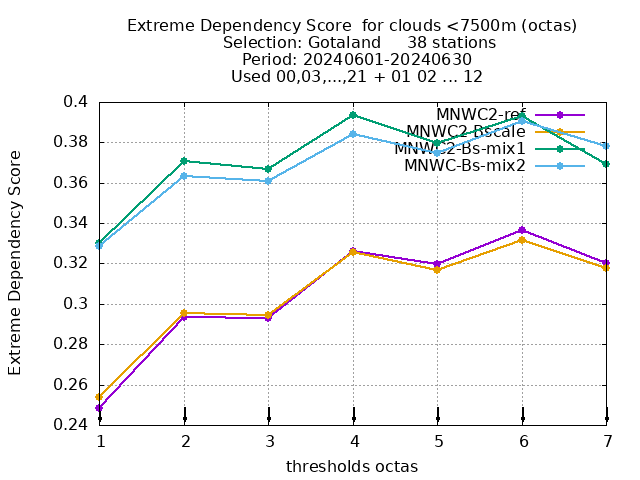 Extreme Dependency Score  for clouds <7500m (octas)
Selection: Gotaland     38 stations
Period: 20240601-20240630
Used 00,03,...,21 + 01 02 ... 12
Extreme Dependency Score
0.4
0.38
0.36
0.34
0.32
0.3
0.28
0.26
0.24
MNWC2-ref
MNWC2-Bscale
MNWC2-Bs-mix1
MNWC-Bs-mix2
1 2 3 4 5 6 7
thresholds octas